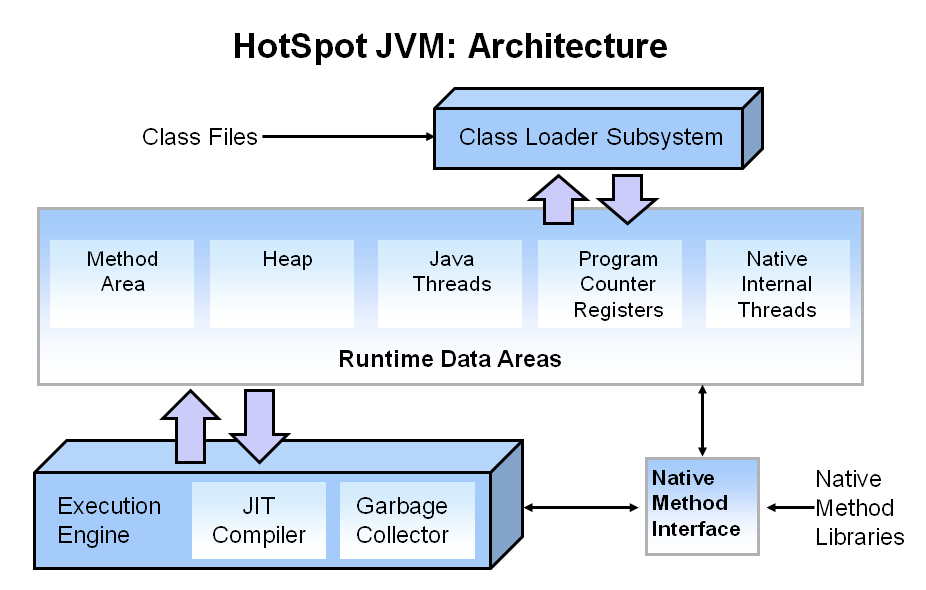 HotSpot JVM: Architecture
Class Files
Class Loader Subsystem
Method
Area
Heap
Java
Threads
Program
Counter
Registers
Native
Internal
Threads
Runtime Data Areas
Execution
Engine
JIT
Compiler
Garbage
Collector
Native
Method
Interface
Native
Method
Libraries